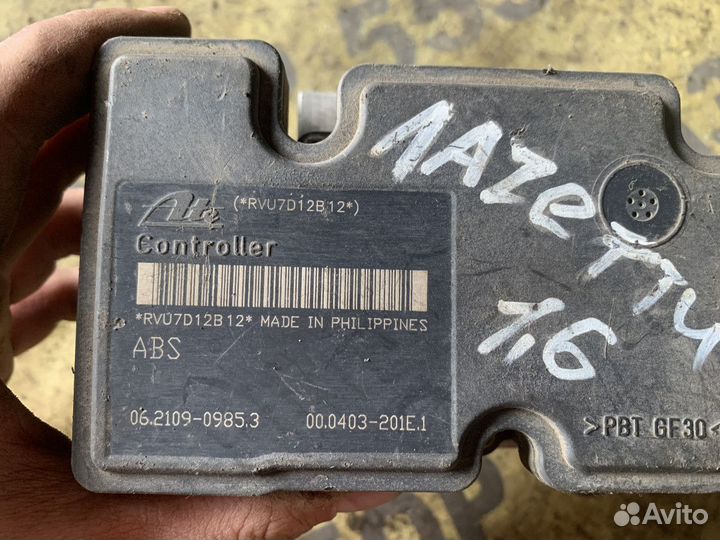 Ate (*RVU7D12B12*)
Controller
*RVU7D12B12* MADE IN PHILIPPINES
ABS
06.2109-0985.3 00.0403-201E.1
ЛАZЕТТИ
1,6
>PBT GF30<
Avito